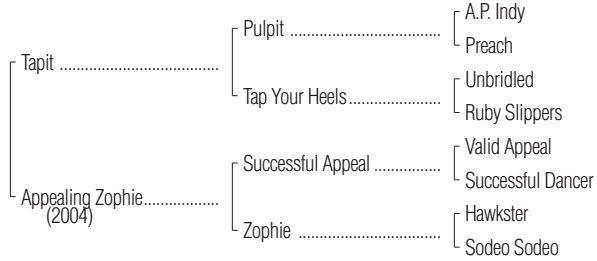 A.P. Indy
Pulpit ..................................
Preach
Tapit ....................................
Unbridled
Tap Your Heels.....................
Ruby Slippers
Valid Appeal
Successful Appeal ...............
Successful Dancer
Appealing Zophie.................
(2004)
Hawkster
Zophie ................................
Sodeo Sodeo